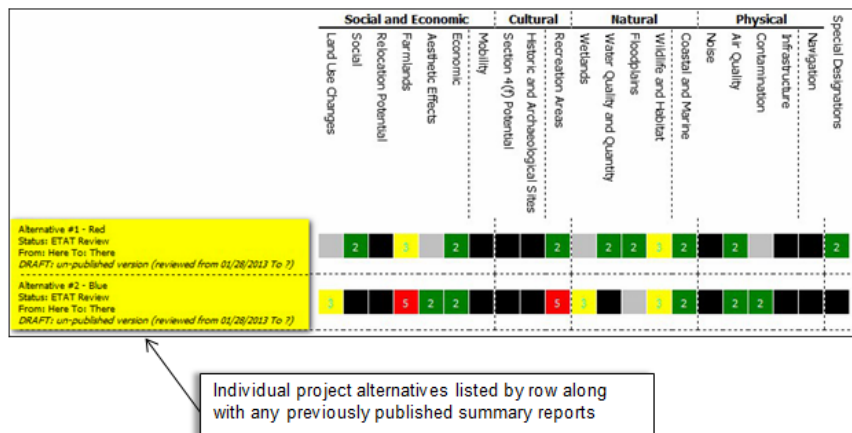 Social and Economic Cultural Natural Physical
Land Use Changes
Social
Relocation Potential
Farmlands
Aesthetic Effects
Economic
Mobility
Section 4(f) Potential
Historic and Archaeological Sites
Recreation Areas
Wetlands
Water Quality and Quantity
Floodplains
Wildlife and Habitat
Coastal and Marine
Noise
Air Quality
Contamination
Infrastructure
Navigation
Special Designations
Alternative #1 - Red
Status: ETAT Review
From: Here To: There
DRAFT: un-published version (reviewed from 01/28/2013 To ?)
2 3 2 2 2 2 3 2 2 2
Alternative #2 - Blue
Status: ETAT Review
From: Here To: There
DRAFT: un-published version (reviewed from 01/28/2013 To ?)
3 5 2 2 5 3 3 2 2 2
Individual project alternatives listed by row along
with any previously published summary reports